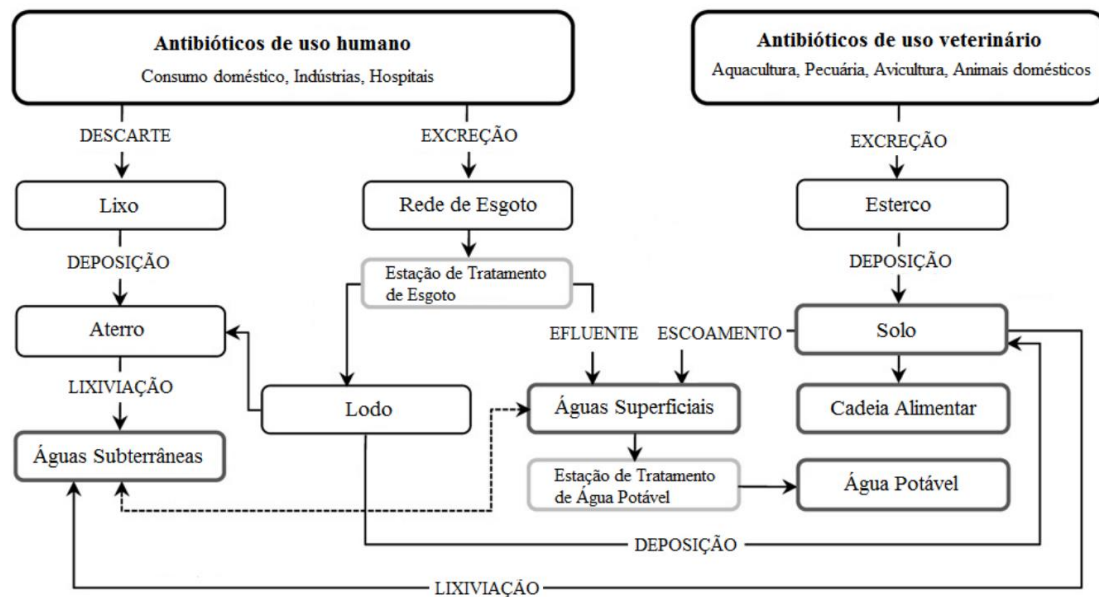 Antibióticos de uso humano
Consumo doméstico, Indústrias, Hospitais
Antibióticos de uso veterinário
Aquacultura, Pecuária, Avicultura, Animais domésticos
DESCARTE
EXCREÇÃO
EXCREÇÃO
Lixo
Rede de Esgoto
Esterco
DEPOSIÇÃO
Estação de Tratamento
de Esgoto
DEPOSIÇÃO
Aterro
EFLUENTE
ESCOAMENTO
Solo
LIXIVIAÇÃO
Lodo
Águas Superficiais
Cadeia Alimentar
Águas Subterrâneas
Estação de Tratamento
de Água Potável
Água Potável
DEPOSIÇÃO
LIXIVIAÇÃO